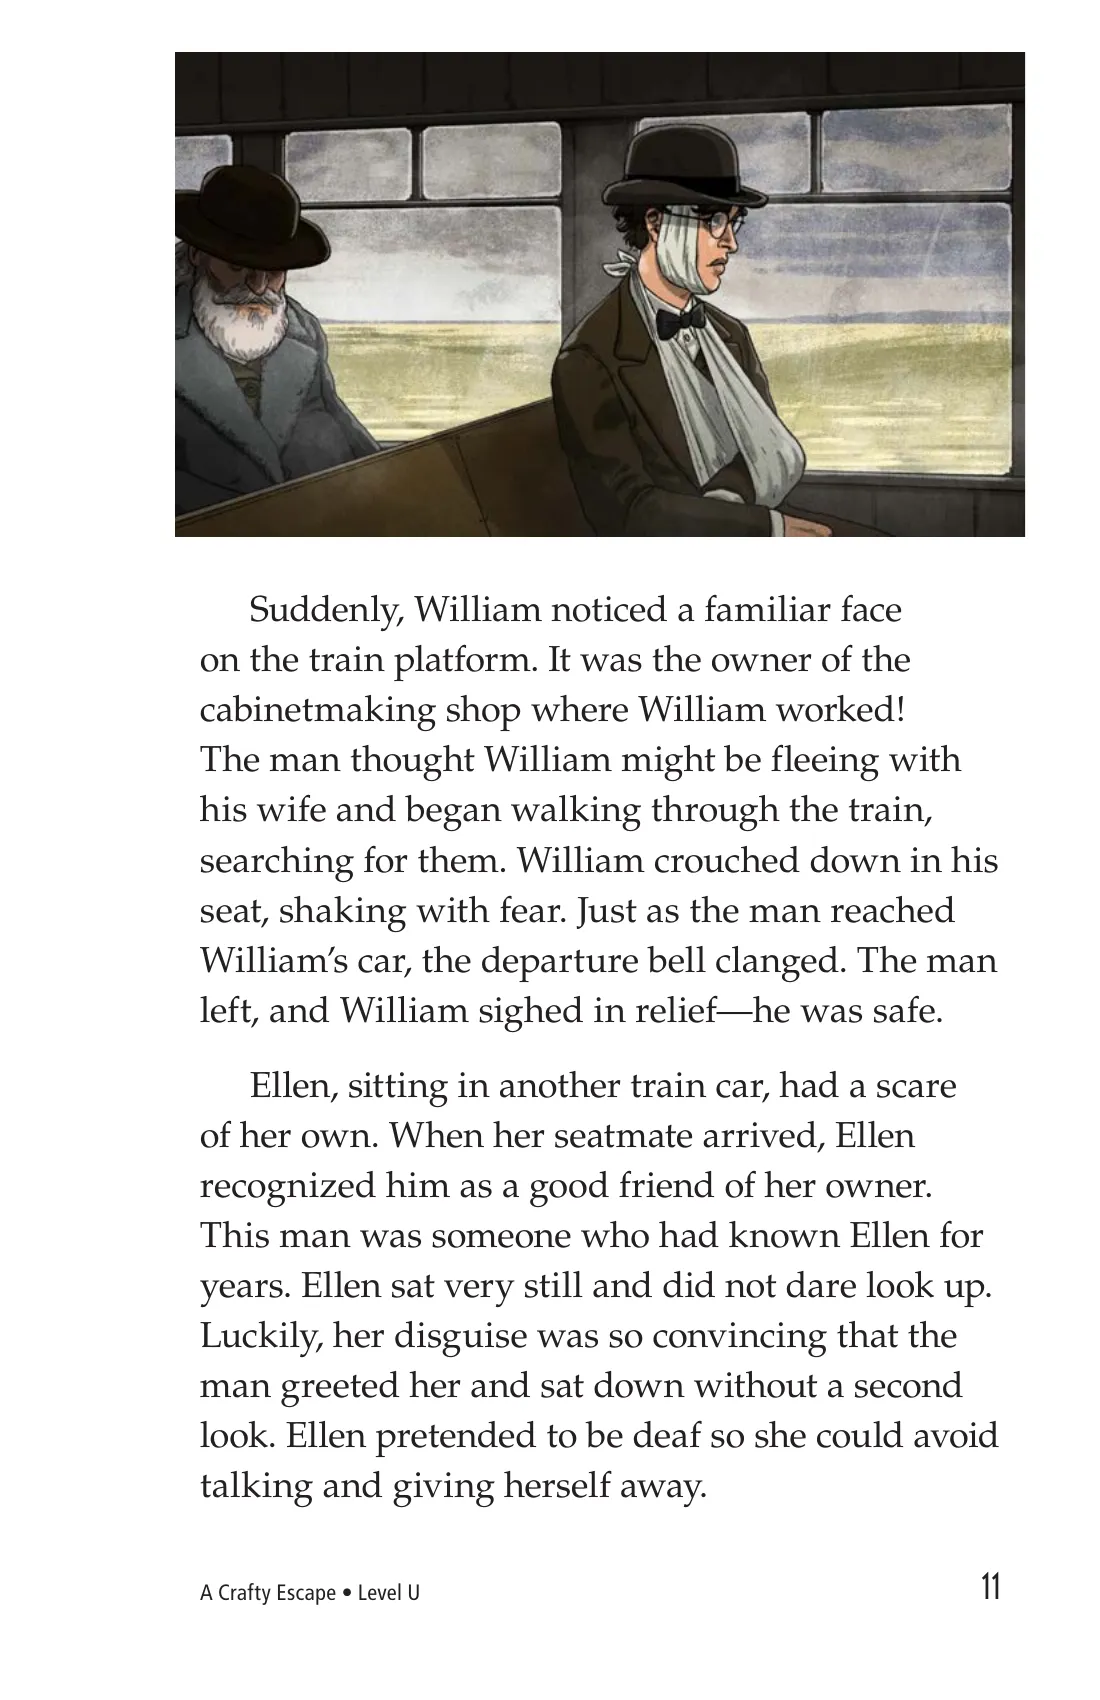 Suddenly, William noticed a familiar face
on the train platform. It was the owner of the
cabinetmaking shop where William worked!
The man thought William might be fleeing with
his wife and began walking through the train,
searching for them. William crouched down in his
seat, shaking with fear. Just as the man reached
William’s car, the departure bell clanged. The man
left, and William sighed in relief—he was safe.
Ellen, sitting in another train car, had a scare
of her own. When her seatmate arrived, Ellen
recognized him as a good friend of her owner.
This man was someone who had known Ellen for
years. Ellen sat very still and did not dare look up.
Luckily, her disguise was so convincing that the
man greeted her and sat down without a second
look. Ellen pretended to be deaf so she could avoid
talking and giving herself away.
A Crafty Escape • Level U
11